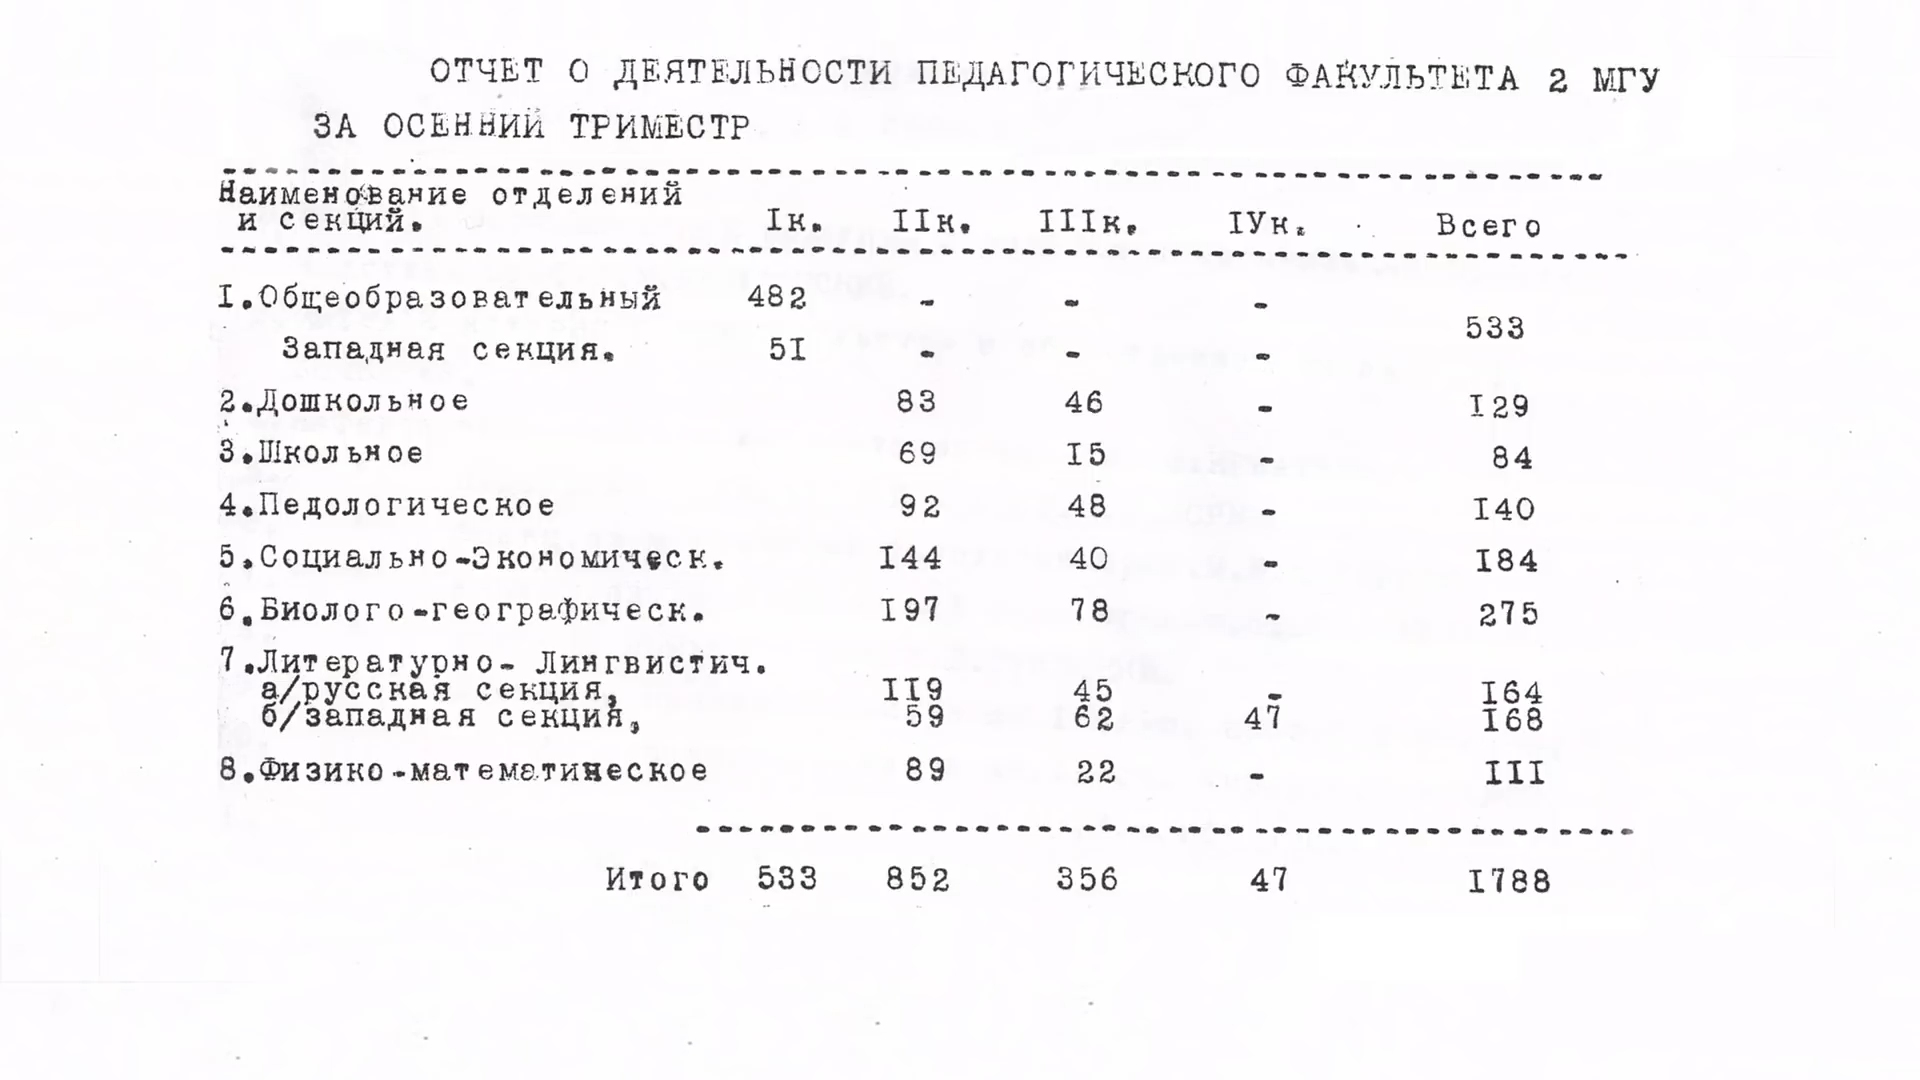 ОТЧЕТ О ДЕЯТЕЛЬНОСТИ ПЕДАГОГИЧЕСКОГО ФАКУЛЬТЕТА 2 МГУ
ЗА ОСЕННИЙ ТРИМЕСТР
Наименование отделений
и секций. Iк. IIк. IIIк. IУк. Всего
I.Общеобразовательный 482 - - -
533
Западная секция. 5I - - -
2.Дошкольное 83 46 - I29
3.Школьное 69 I5 - 84
4.Педологическое 92 48 - I40
5.Социально-Экономическ. I44 40 - I84
6.Биолого-географическ. I97 78 - 275
7.Литературно- Лингвистич.
а/русская секция, II9 45 - I64
б/западная секция, 59 62 47 I68
8.Физико-математическое 89 22 - III
Итого 533 852 356 47 I788